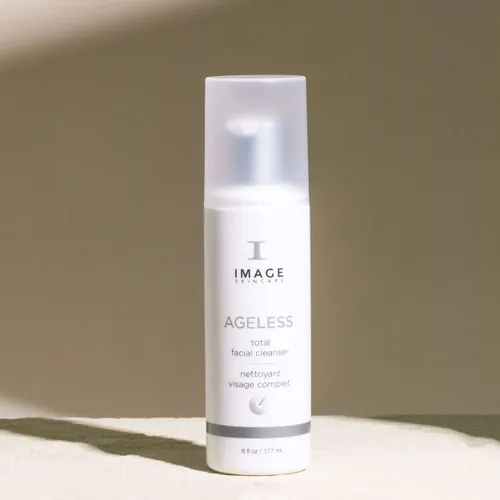 I
IMAGE
SKINCARE
AGELESS
total
facial cleanser
nettoyant
visage complet
6 fl oz / 177 mL